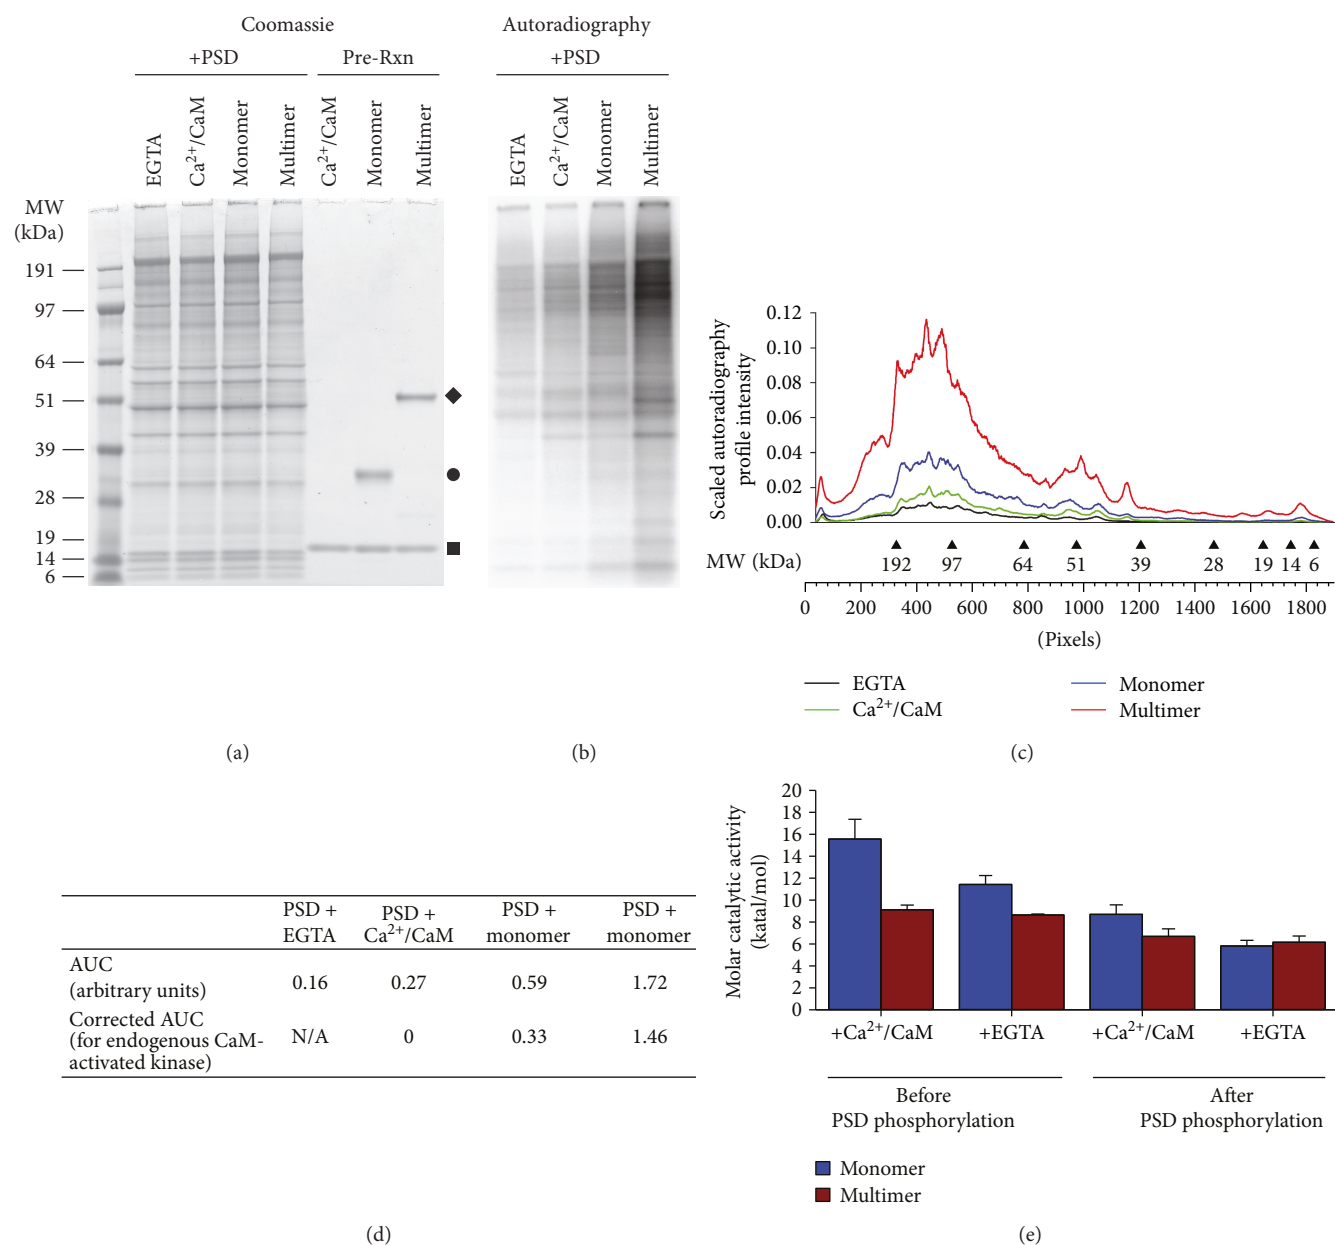 Coomassie
+PSD
Pre-Rxn
EGTA
Ca2+/CaM
Monomer
Multimer
Ca2+/CaM
Monomer
Multimer
MW
(kDa)
191
97
64
51
39
28
19
14
6
(a)
Autoradiography
+PSD
EGTA
Ca2+/CaM
Monomer
Multimer
(b)
Scaled autoradiography
profile intensity
0.12
0.10
0.08
0.06
0.04
0.02
0.00
MW (kDa)
192 97 64 51 39 28 19 14 6
0 200 400 600 800 1000 1200 1400 1600 1800
(Pixels)
EGTA
Ca2+/CaM
Monomer
Multimer
(c)
PSD + EGTA PSD + Ca2+/CaM PSD + monomer PSD + monomer
AUC (arbitrary units) 0.16 0.27 0.59 1.72
Corrected AUC (for endogenous CaM-activated kinase) N/A 0 0.33 1.46
(d)
Molar catalytic activity
(katal/mol)
20
18
16
14
12
10
8
6
4
2
0
+Ca2+/CaM +EGTA +Ca2+/CaM +EGTA
Before
PSD phosphorylation
After
PSD phosphorylation
Monomer
Multimer
(e)